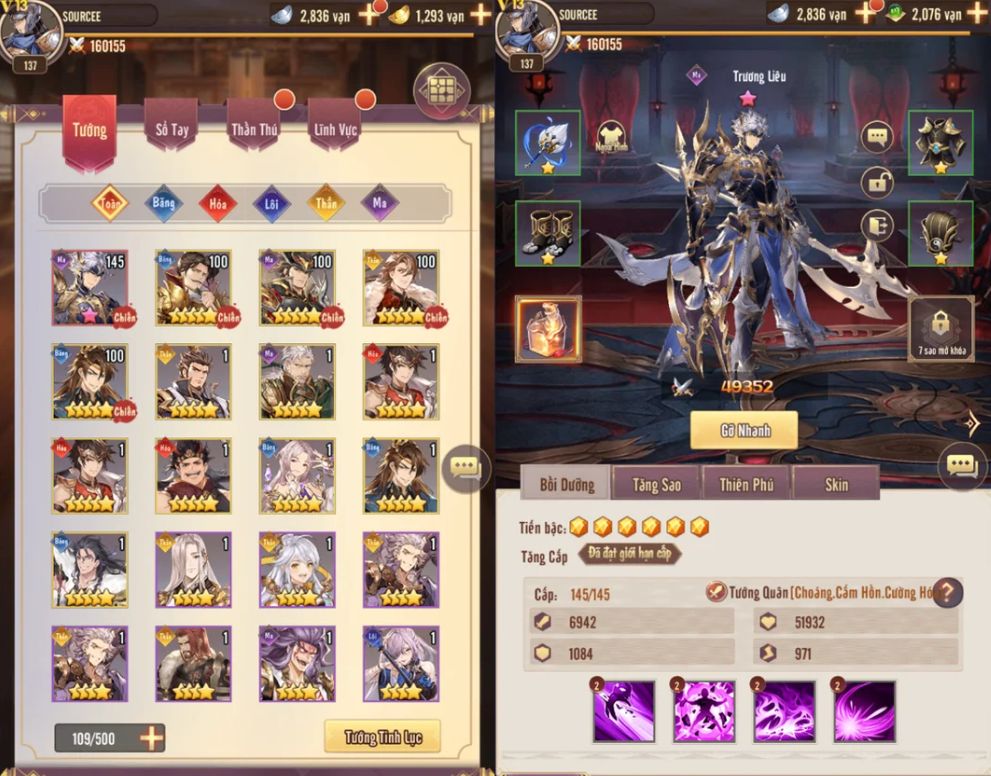 V13
SOURCEE
2,836 vạn
1,293 vạn
160155
137
Tướng
Sổ Tay
Thần Thú
Lĩnh Vực
Toàn
Băng
Hỏa
Lôi
Thần
Ma
Ma
145
Chiến
Băng
100
Chiến
Ma
100
Chiến
Thần
100
Chiến
Băng
100
Chiến
Thần
1
Ma
1
Hỏa
1
Hỏa
1
Hỏa
1
Băng
1
Băng
1
Băng
1
Thần
1
Thần
1
Thần
1
Thần
1
Thần
1
Ma
1
Lôi
1
109/500
Tướng Tinh Lục
V13
SOURCEE
2,836 vạn
2,076 vạn
160155
137
Ma
Trương Liêu
7 sao mở khóa
49352
Gỡ Nhanh
Bồi Dưỡng
Tăng Sao
Thiên Phú
Skin
Tiến bậc:
Tăng Cấp
Đã đạt giới hạn cấp
Cấp: 145/145
Tướng Quân [Choáng.Cấm Hồn.Cường Hó
?
6942
51932
1084
971
2
2
2
2